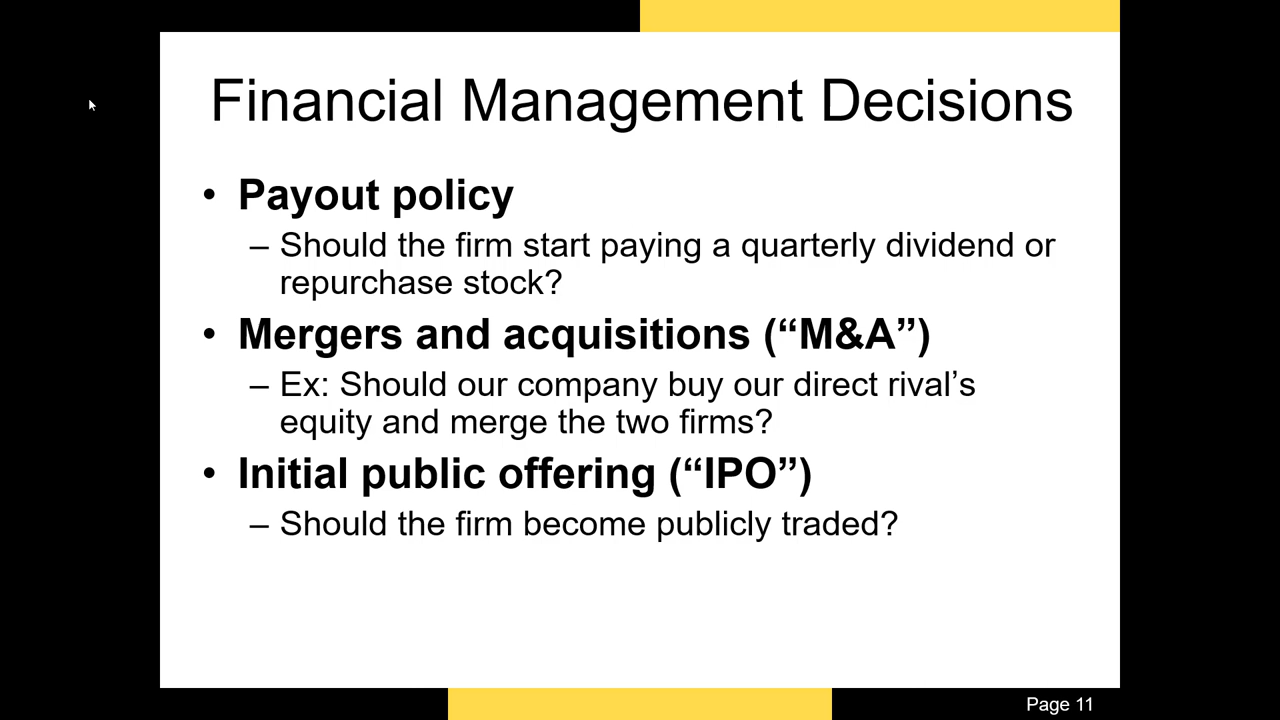 Financial Management Decisions
• Payout policy
– Should the firm start paying a quarterly dividend or
repurchase stock?
• Mergers and acquisitions (“M&A”)
– Ex: Should our company buy our direct rival’s
equity and merge the two firms?
• Initial public offering (“IPO”)
– Should the firm become publicly traded?
Page 11